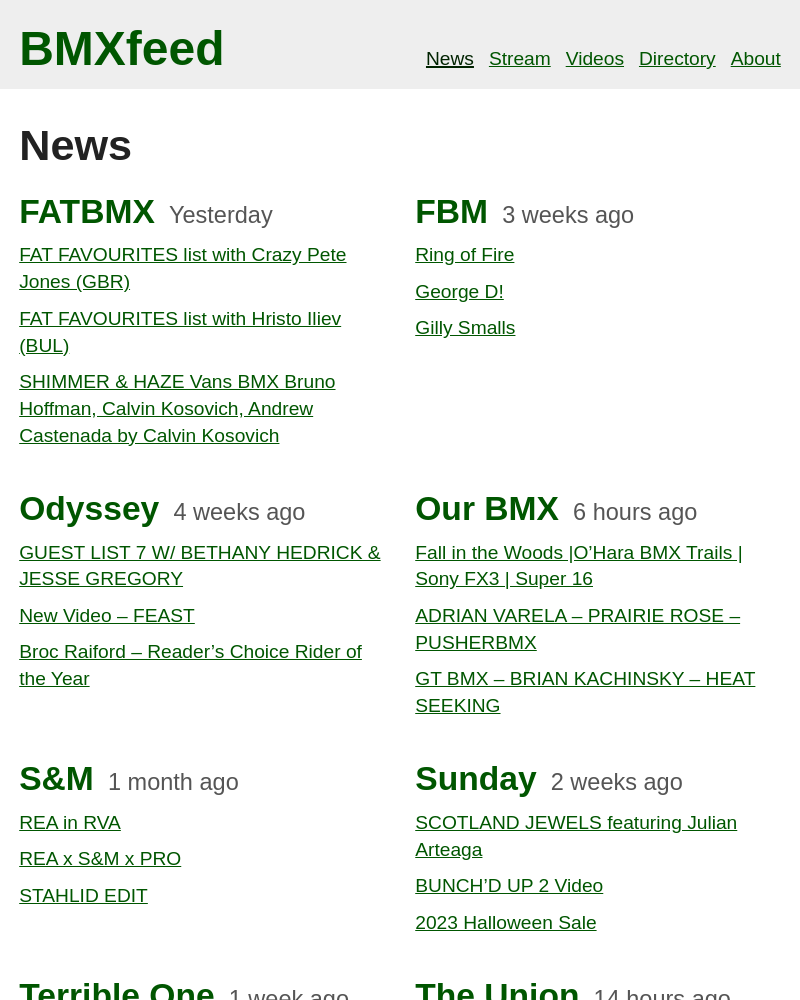 BMXfeed
News Stream Videos Directory About
News
FATBMX Yesterday
FAT FAVOURITES list with Crazy Pete
Jones (GBR)
FAT FAVOURITES list with Hristo Iliev
(BUL)
SHIMMER & HAZE Vans BMX Bruno
Hoffman, Calvin Kosovich, Andrew
Castenada by Calvin Kosovich
FBM 3 weeks ago
Ring of Fire
George D!
Gilly Smalls
Odyssey 4 weeks ago
GUEST LIST 7 W/ BETHANY HEDRICK &
JESSE GREGORY
New Video – FEAST
Broc Raiford – Reader’s Choice Rider of
the Year
Our BMX 6 hours ago
Fall in the Woods |O’Hara BMX Trails |
Sony FX3 | Super 16
ADRIAN VARELA – PRAIRIE ROSE –
PUSHERBMX
GT BMX – BRIAN KACHINSKY – HEAT
SEEKING
S&M 1 month ago
REA in RVA
REA x S&M x PRO
STAHLID EDIT
Sunday 2 weeks ago
SCOTLAND JEWELS featuring Julian
Arteaga
BUNCH’D UP 2 Video
2023 Halloween Sale
Terrible One 1 week ago
The Union 14 hours ago